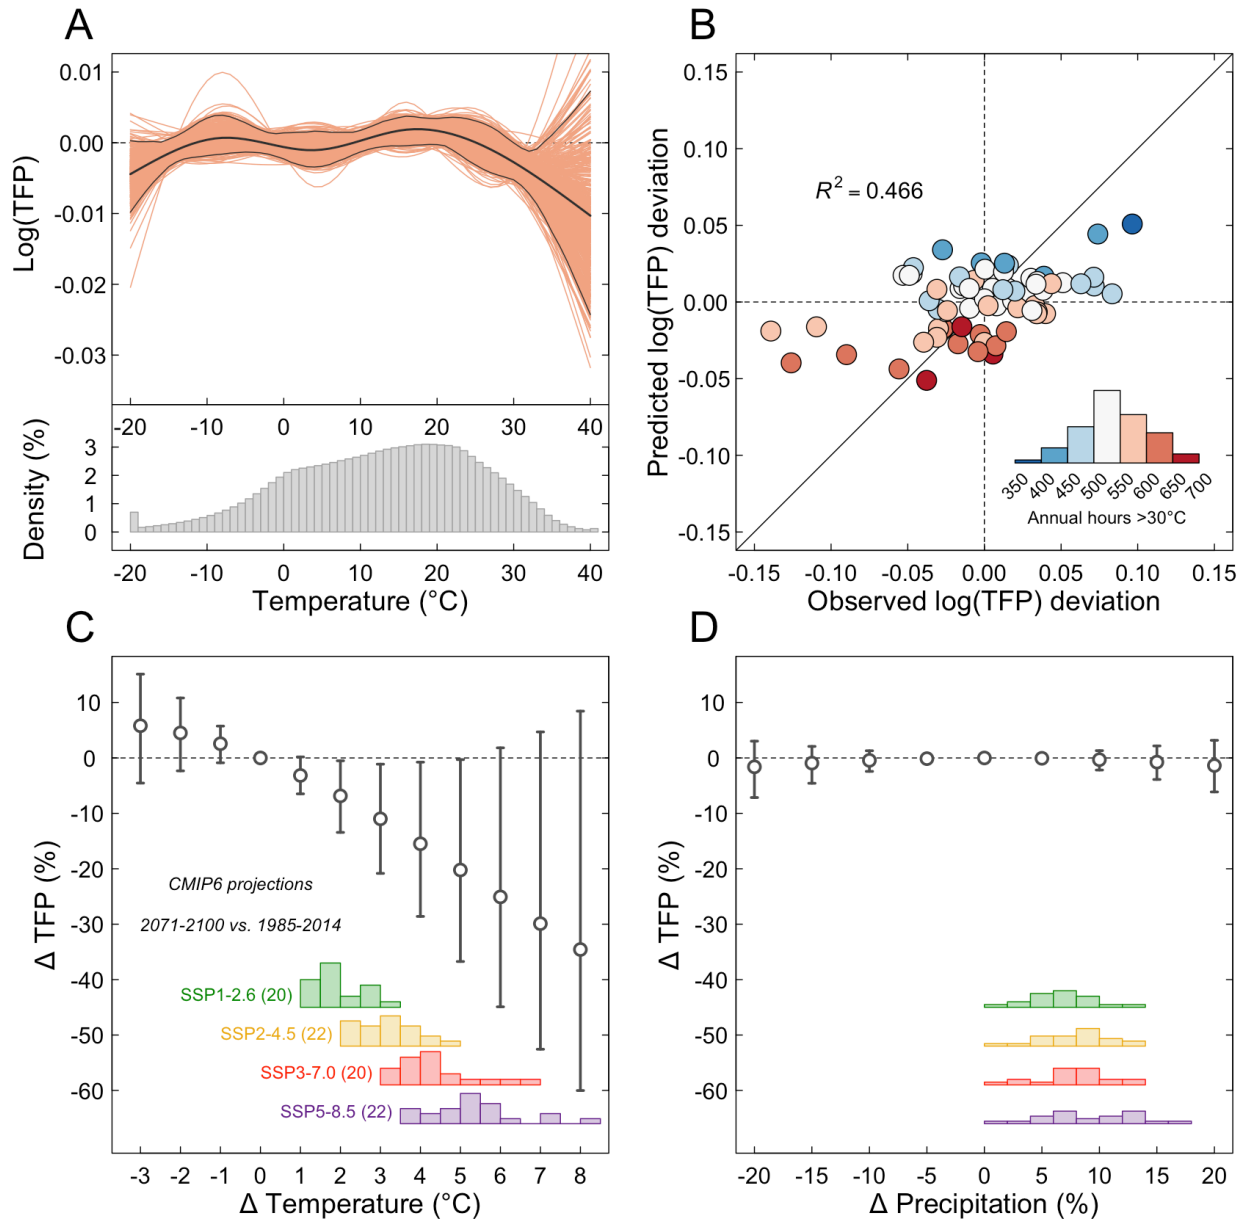 A
0.01
0.00
-0.01
-0.02
-0.03
Log(TFP)
-20 -10 0 10 20 30 40
3
2
1
0
Density (%)
-20 -10 0 10 20 30 40
Temperature (°C)
B
0.15
0.10
0.05
0.00
-0.05
-0.10
-0.15
Predicted log(TFP) deviation
R² = 0.466
350 400 450 500 550 600 650 700
Annual hours >30°C
-0.15 -0.10 -0.05 0.00 0.05 0.10 0.15
Observed log(TFP) deviation
C
10
0
-10
-20
-30
-40
-50
-60
Δ TFP (%)
CMIP6 projections
2071-2100 vs. 1985-2014
SSP1-2.6 (20)
SSP2-4.5 (22)
SSP3-7.0 (20)
SSP5-8.5 (22)
-3 -2 -1 0 1 2 3 4 5 6 7 8
Δ Temperature (°C)
D
10
0
-10
-20
-30
-40
-50
-60
Δ TFP (%)
-20 -15 -10 -5 0 5 10 15 20
Δ Precipitation (%)